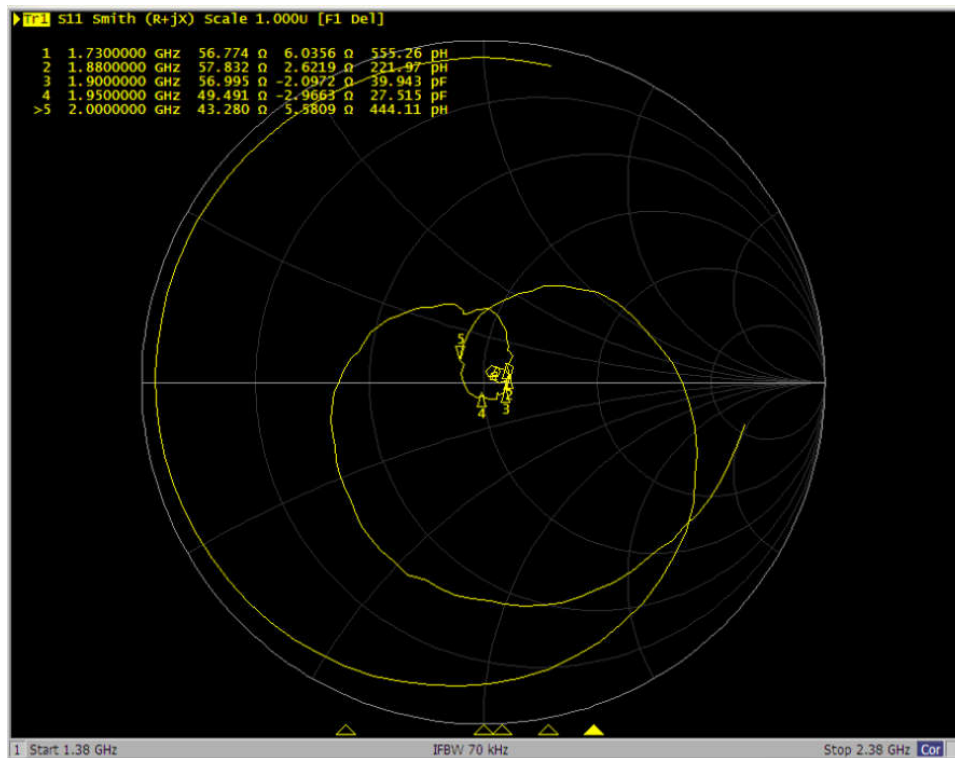 Tr1 S11 Smith (R+jX) Scale 1.000U [F1 Del]
1 1.7300000 GHz 56.774 Ω 6.0356 Ω 555.26 pH
2 1.8800000 GHz 57.832 Ω 2.6219 Ω 221.97 pH
3 1.9000000 GHz 56.995 Ω -2.0972 Ω 39.943 pF
4 1.9500000 GHz 49.491 Ω -2.9663 Ω 27.515 pF
>5 2.0000000 GHz 43.280 Ω 5.5809 Ω 444.11 pH
5
4
3
1 Start 1.38 GHz IFBW 70 kHz Stop 2.38 GHz Cor